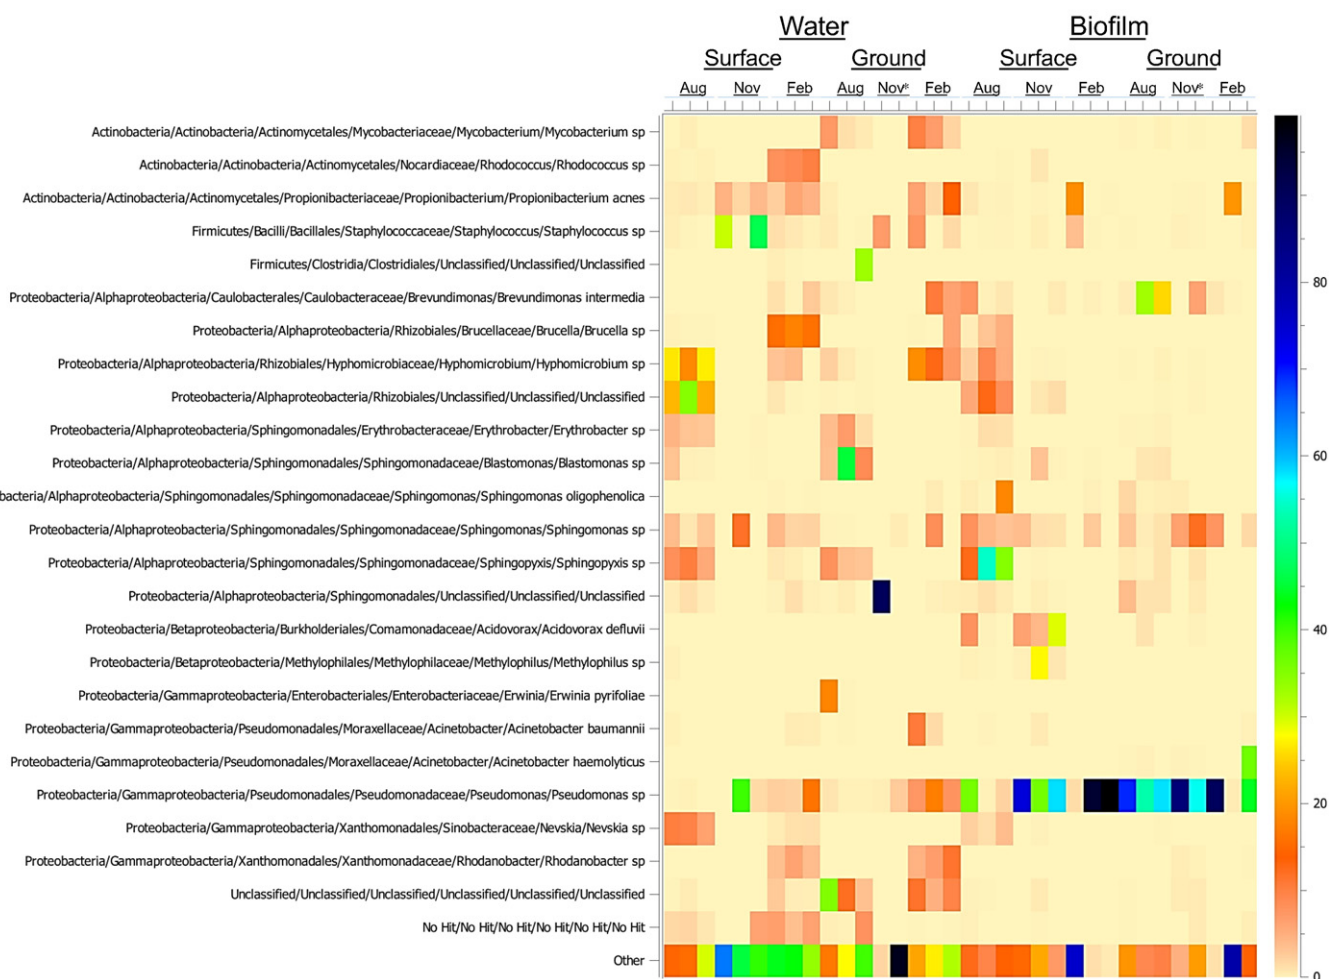 Water Biofilm
Surface Ground Surface Ground
Aug Nov Feb Aug Nov* Feb Aug Nov Feb Aug Nov* Feb
Actinobacteria/Actinobacteria/Actinomycetales/Mycobacteriaceae/Mycobacterium/Mycobacterium sp
Actinobacteria/Actinobacteria/Actinomycetales/Nocardiaceae/Rhodococcus/Rhodococcus sp
Actinobacteria/Actinobacteria/Actinomycetales/Propionibacteriaceae/Propionibacterium/Propionibacterium acnes
Firmicutes/Bacilli/Bacillales/Staphylococcaceae/Staphylococcus/Staphylococcus sp
Firmicutes/Clostridia/Clostridiales/Unclassified/Unclassified/Unclassified
Proteobacteria/Alphaproteobacteria/Caulobacterales/Caulobacteraceae/Brevundimonas/Brevundimonas intermedia
80
Proteobacteria/Alphaproteobacteria/Rhizobiales/Brucellaceae/Brucella/Brucella sp
Proteobacteria/Alphaproteobacteria/Rhizobiales/Hyphomicrobiaceae/Hyphomicrobium/Hyphomicrobium sp
Proteobacteria/Alphaproteobacteria/Rhizobiales/Unclassified/Unclassified/Unclassified
Proteobacteria/Alphaproteobacteria/Sphingomonadales/Erythrobacteraceae/Erythrobacter/Erythrobacter sp
60
Proteobacteria/Alphaproteobacteria/Sphingomonadales/Sphingomonadaceae/Blastomonas/Blastomonas sp
bacteria/Alphaproteobacteria/Sphingomonadales/Sphingomonadaceae/Sphingomonas/Sphingomonas oligophenolica
Proteobacteria/Alphaproteobacteria/Sphingomonadales/Sphingomonadaceae/Sphingomonas/Sphingomonas sp
Proteobacteria/Alphaproteobacteria/Sphingomonadales/Sphingomonadaceae/Sphingopyxis/Sphingopyxis sp
Proteobacteria/Alphaproteobacteria/Sphingomonadales/Unclassified/Unclassified/Unclassified
Proteobacteria/Betaproteobacteria/Burkholderiales/Comamonadaceae/Acidovorax/Acidovorax defluvii
40
Proteobacteria/Betaproteobacteria/Methylophilales/Methylophilaceae/Methylophilus/Methylophilus sp
Proteobacteria/Gammaproteobacteria/Enterobacteriales/Enterobacteriaceae/Erwinia/Erwinia pyrifoliae
Proteobacteria/Gammaproteobacteria/Pseudomonadales/Moraxellaceae/Acinetobacter/Acinetobacter baumannii
Proteobacteria/Gammaproteobacteria/Pseudomonadales/Moraxellaceae/Acinetobacter/Acinetobacter haemolyticus
Proteobacteria/Gammaproteobacteria/Pseudomonadales/Pseudomonadaceae/Pseudomonas/Pseudomonas sp
20
Proteobacteria/Gammaproteobacteria/Xanthomonadales/Sinobacteraceae/Nevskia/Nevskia sp
Proteobacteria/Gammaproteobacteria/Xanthomonadales/Xanthomonadaceae/Rhodanobacter/Rhodanobacter sp
Unclassified/Unclassified/Unclassified/Unclassified/Unclassified/Unclassified
No Hit/No Hit/No Hit/No Hit/No Hit/No Hit
Other
0